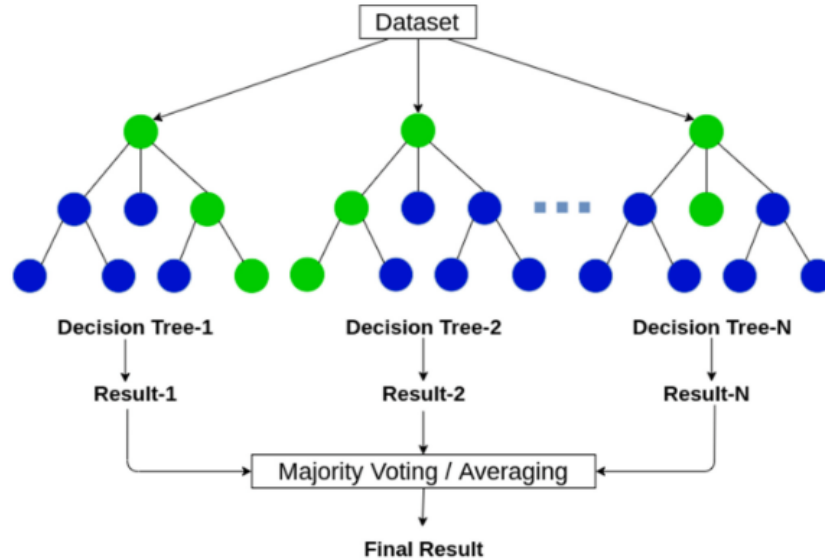 Dataset
Decision Tree-1
Decision Tree-2
Decision Tree-N
Result-1
Result-2
Result-N
Majority Voting / Averaging
Final Result